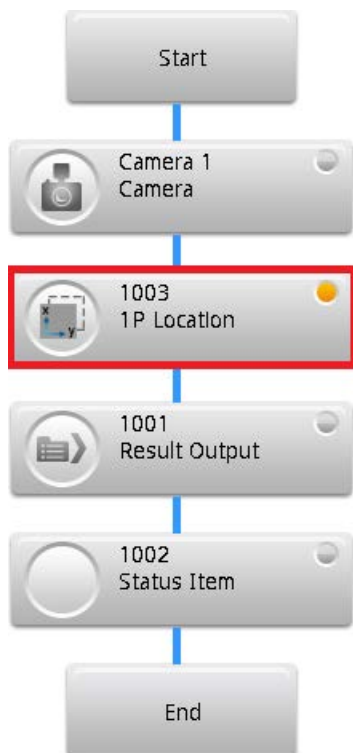 Start
Camera 1
Camera
1003
1P Location
1001
Result Output
1002
Status Item
End